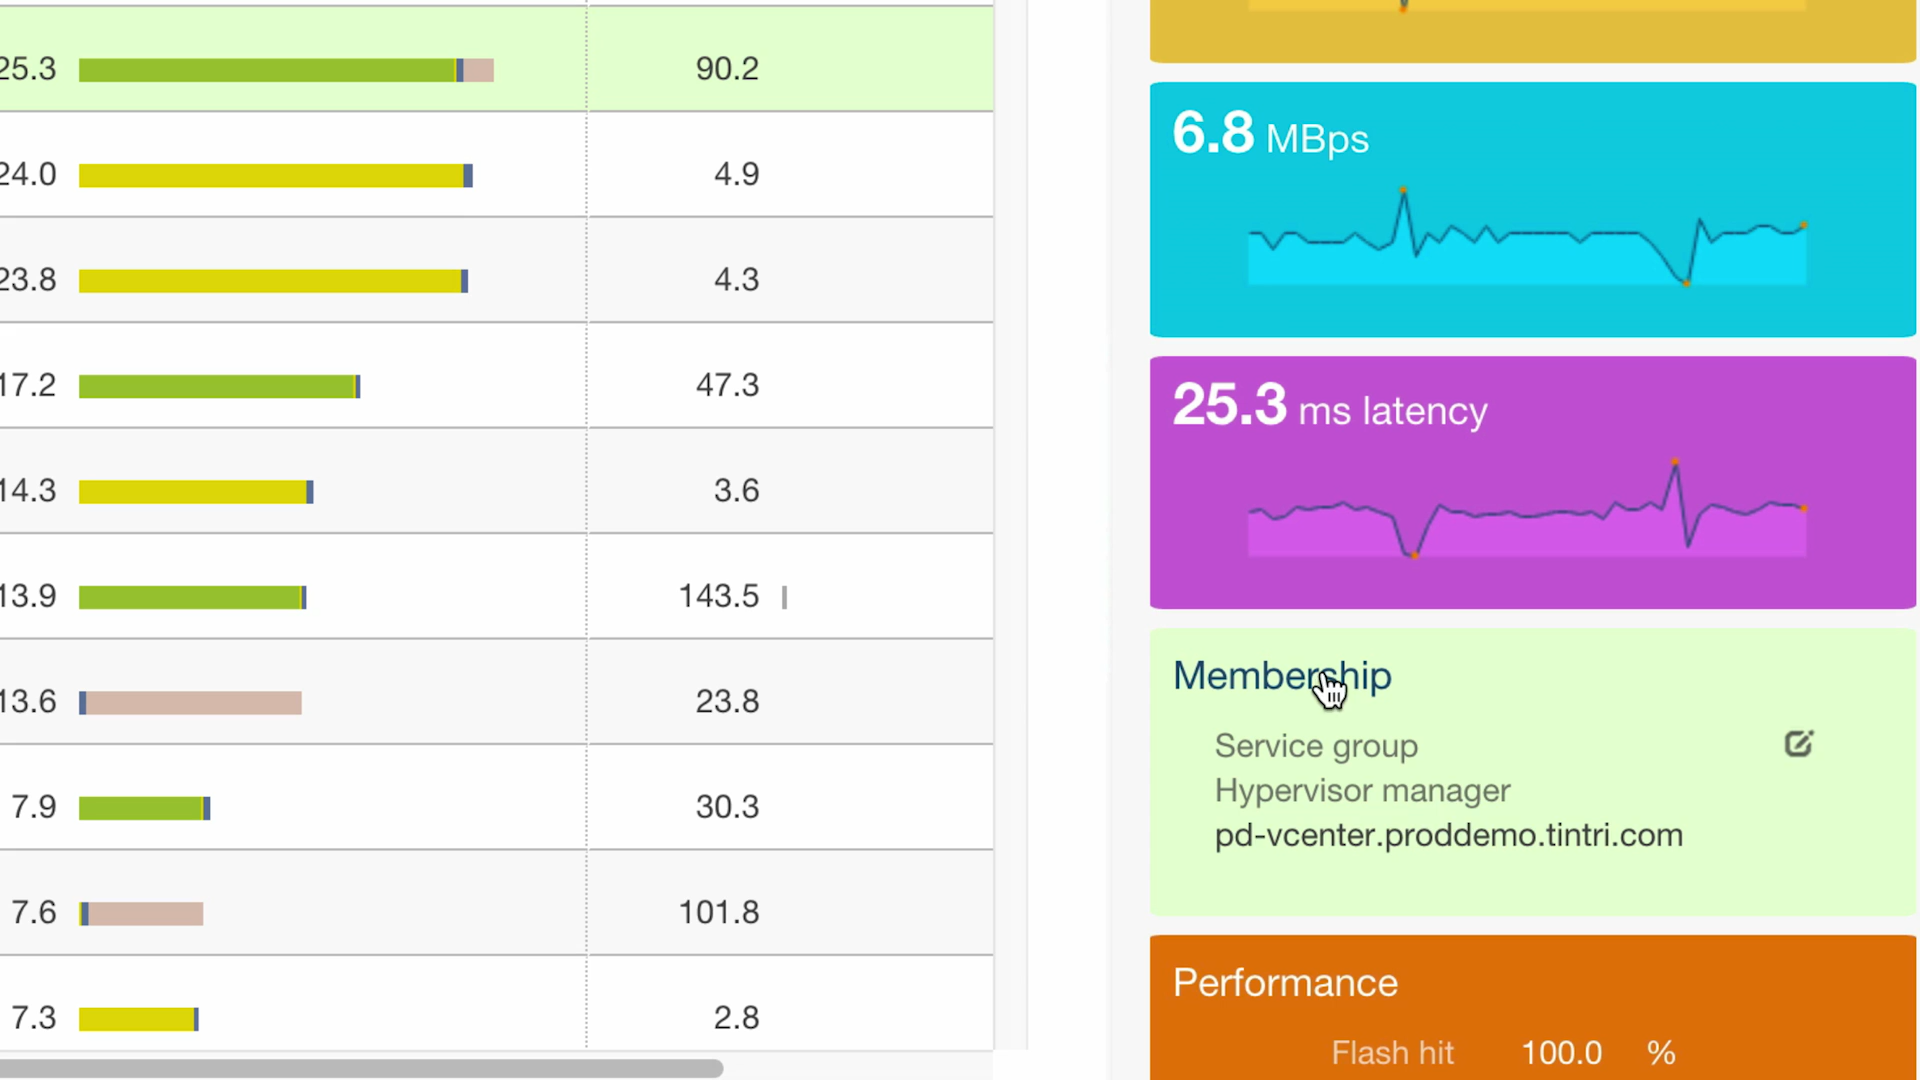 25.3 90.2
24.0 4.9
23.8 4.3
17.2 47.3
14.3 3.6
13.9 143.5
13.6 23.8
7.9 30.3
7.6 101.8
7.3 2.8
6.8 MBps
25.3 ms latency
Membership
Service group
Hypervisor manager
pd-vcenter.proddemo.tintri.com
Performance
Flash hit 100.0 %